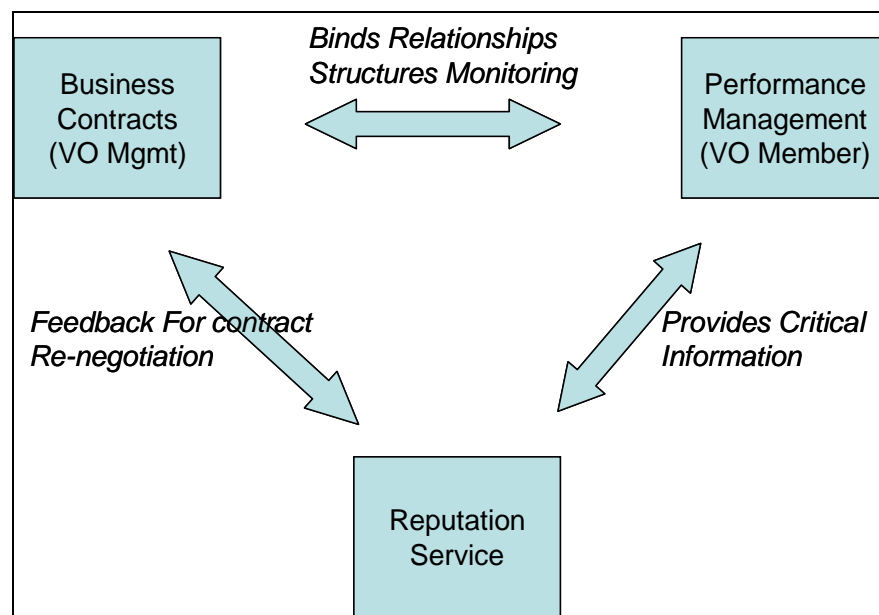 Binds Relationships
Structures Monitoring
Business
Contracts
(VO Mgmt)
Performance
Management
(VO Member)
Feedback For contract
Re-negotiation
Provides Critical
Information
Reputation
Service